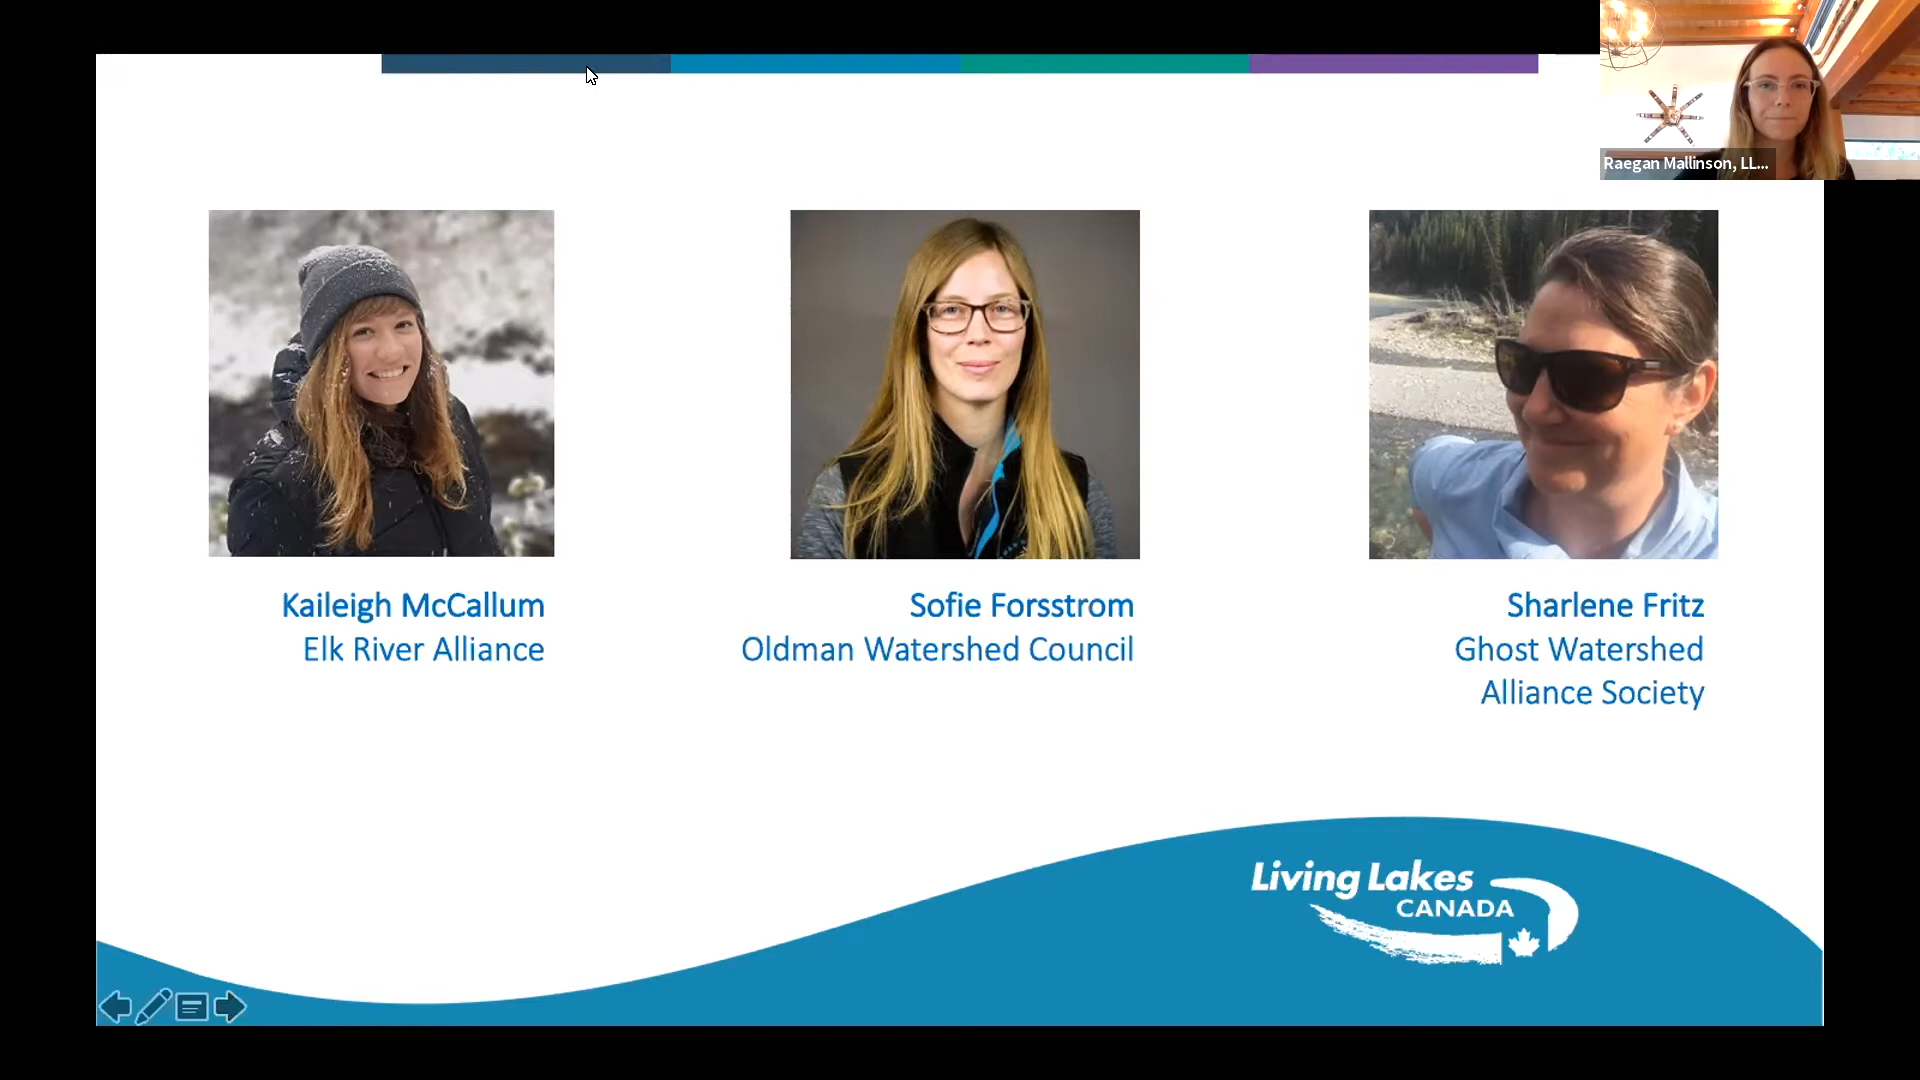 Raegan Mallinson, LL...
Kaileigh McCallum
Elk River Alliance
Sofie Forsstrom
Oldman Watershed Council
Sharlene Fritz
Ghost Watershed
Alliance Society
Living Lakes
CANADA